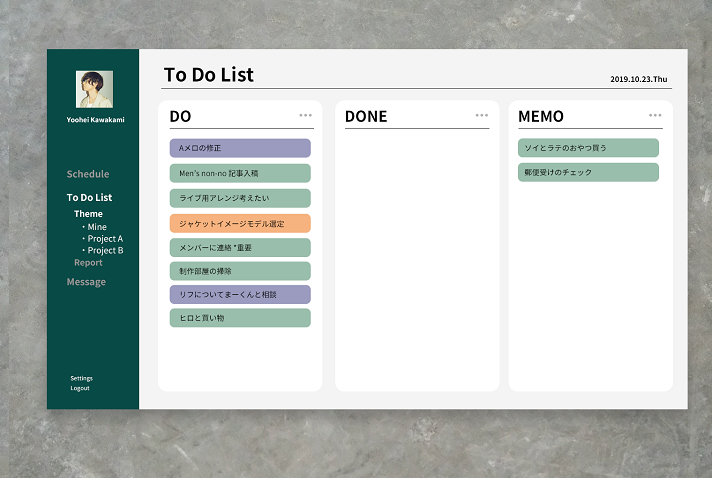 Yoohei Kawakami
Schedule
To Do List
Theme
・Mine
・Project A
・Project B
Report
Message
Settings
Logout
To Do List
2019.10.23.Thu
DO
Aメロの修正
Men's non-no 記事入稿
ライブ用アレンジ考えたい
ジャケットイメージモデル選定
メンバーに連絡 *重要
制作部屋の掃除
リフについてまーくんと相談
ヒロと買い物
DONE
MEMO
ソイとラテのおやつ買う
郵便受けのチェック